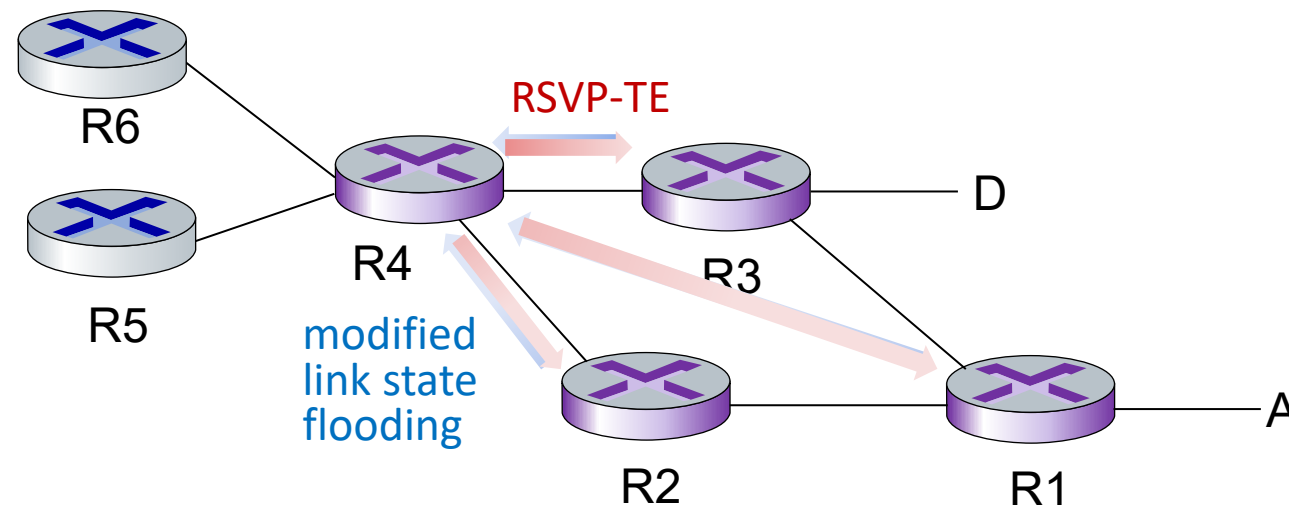 RSVP-TE
R6
D
R4
R3
R5
modified
link state
flooding
A
R2
R1